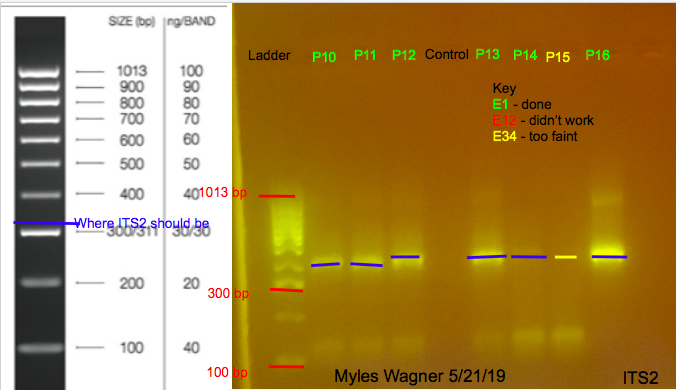 SIZE (bp) ng/BAND
1013 100
900 90
800 80
700 70
600 60
500 50
400 40
Where ITS2 should be
300/311 30/30
200 20
100 40
Ladder P10 P11 P12 Control P13 P14 P15 P16
Key
E1 - done
E12 - didn't work
E34 - too faint
1013 bp
300 bp
100 bp
Myles Wagner 5/21/19
ITS2